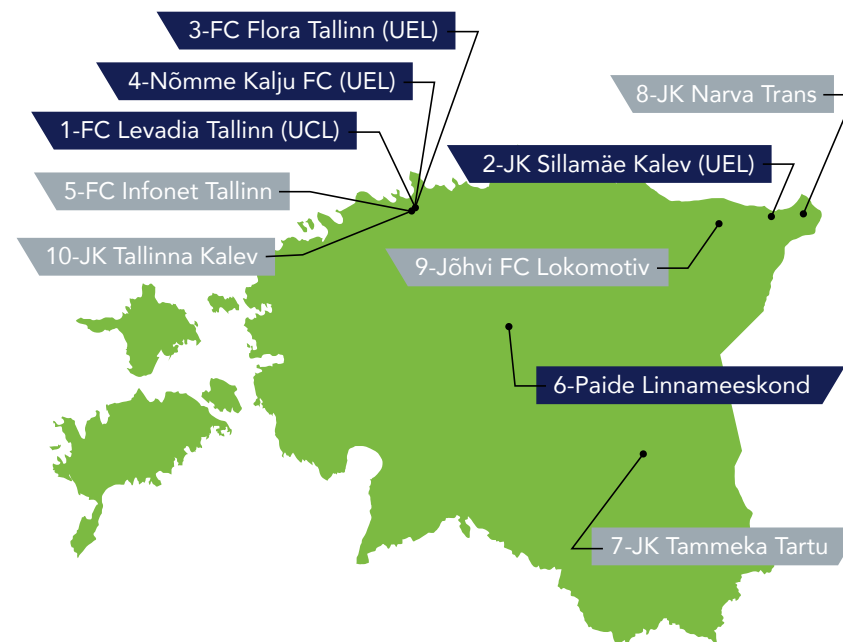 3-FC Flora Tallinn (UEL)
4-Nõmme Kalju FC (UEL)
8-JK Narva Trans
1-FC Levadia Tallinn (UCL)
2-JK Sillamäe Kalev (UEL)
5-FC Infonet Tallinn
10-JK Tallinna Kalev
9-Jõhvi FC Lokomotiv
6-Paide Linnameeskond
7-JK Tammeka Tartu